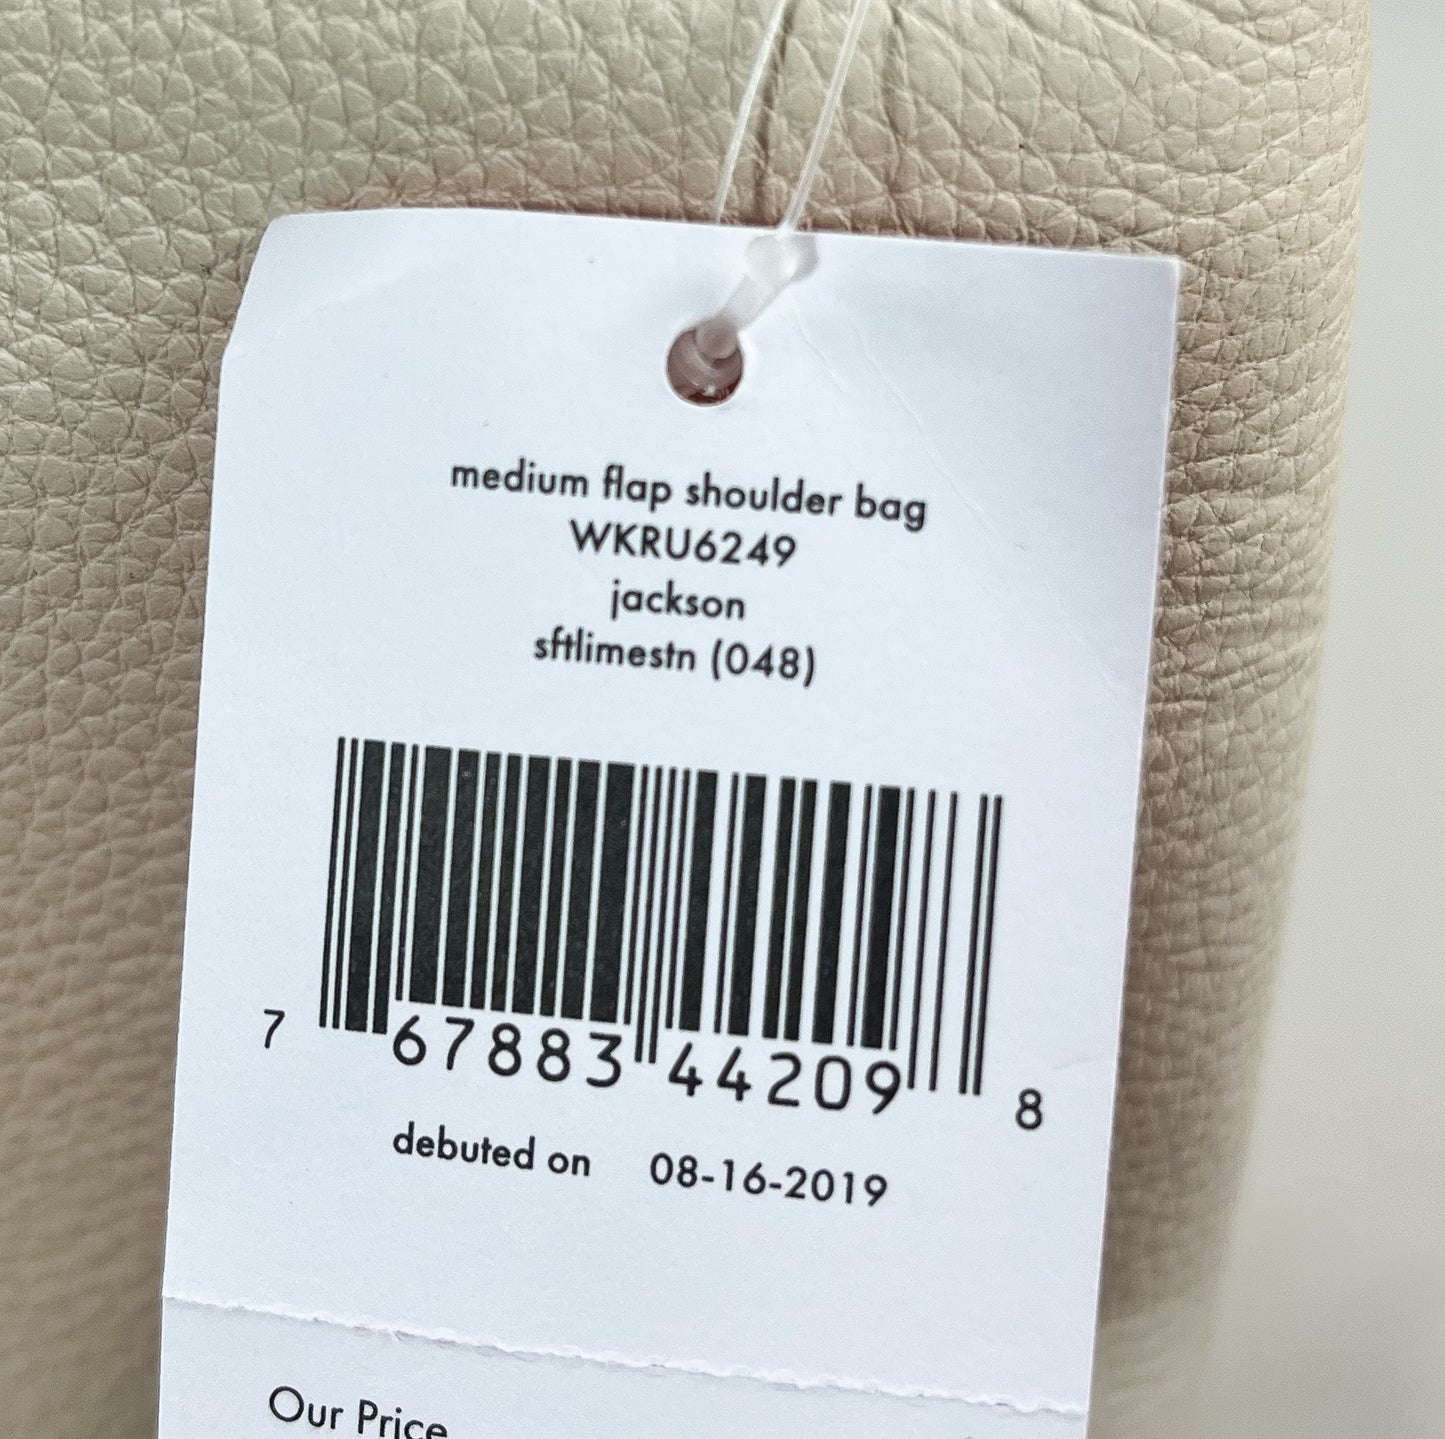 medium flap shoulder bag
WKRU6249
jackson
sftlimestn (048)
7 67883 44209 8
debuted on 08-16-2019
Our Price